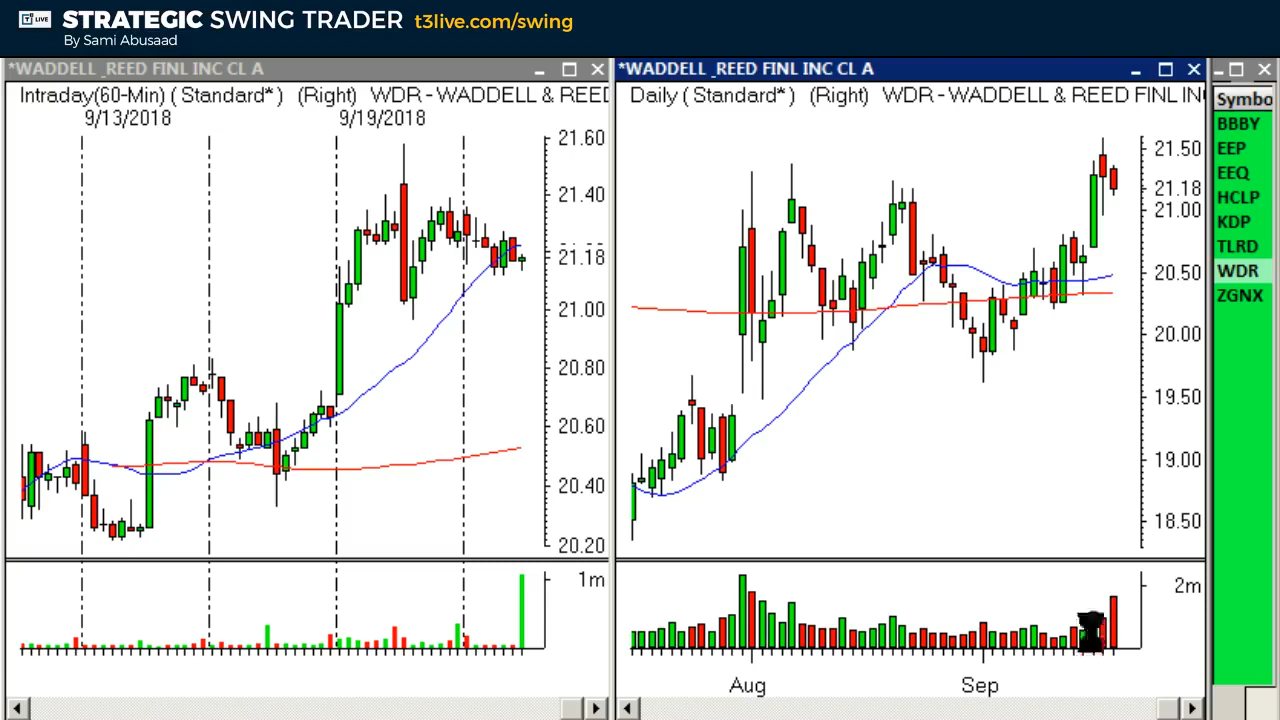 LIVE STRATEGIC SWING TRADER t3live.com/swing
By Sami Abusaad
*WADDELL _REED FINL INC CL A
Intraday(60-Min) ( Standard* ) (Right) WDR - WADDELL & REED
9/13/2018 9/19/2018
21.60
21.40
21.18
21.00
20.80
20.60
20.40
20.20
1m
*WADDELL _REED FINL INC CL A
Daily ( Standard* ) (Right) WDR - WADDELL & REED FINL INC
21.50
21.18
21.00
20.50
20.00
19.50
19.00
18.50
2m
Aug Sep
Symbo
BBBY
EEP
EEQ
HCLP
KDP
TLRD
WDR
ZGNX